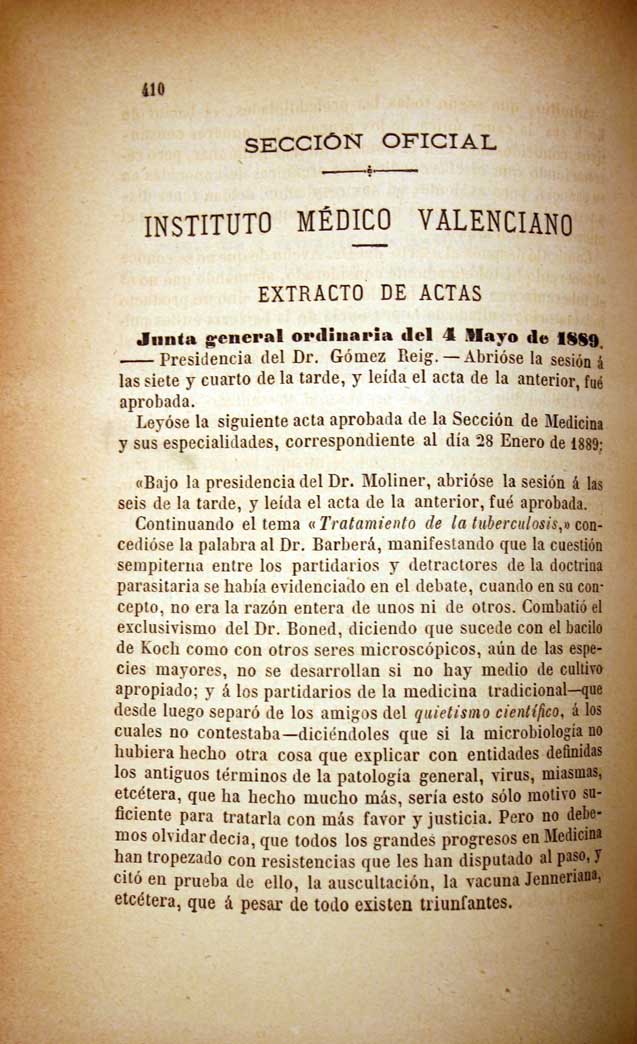 410
SECCIÓN OFICIAL
INSTITUTO MÉDICO VALENCIANO
EXTRACTO DE ACTAS
Junta general ordinaria del 4 Mayo de 1889.
— Presidencia del Dr. Gómez Reig. — Abrióse la sesión á
las siete y cuarto de la tarde, y leída el acta de la anterior, fué
aprobada.
Leyóse la siguiente acta aprobada de la Sección de Medicina
y sus especialidades, correspondiente al día 28 Enero de 1889:
«Bajo la presidencia del Dr. Moliner, abrióse la sesión á las
seis de la tarde, y leída el acta de la anterior, fué aprobada.
Continuando el tema «Tratamiento de la tuberculosis,» con-
cedióse la palabra al Dr. Barberá, manifestando que la cuestión
sempiterna entre los partidarios y detractores de la doctrina
parasitaria se había evidenciado en el debate, cuando en su con-
cepto, no era la razón entera de unos ni de otros. Combatió el
exclusivismo del Dr. Boned, diciendo que sucede con el bacilo
de Koch como con otros seres microscópicos, aún de las espe-
cies mayores, no se desarrollan si no hay medio de cultivo
apropiado; y á los partidarios de la medicina tradicional—que
desde luego separó de los amigos del quietismo científico, á los
cuales no contestaba—diciéndoles que si la microbiología no
hubiera hecho otra cosa que explicar con entidades definidas
los antiguos términos de la patología general, virus, miasmas,
etcétera, que ha hecho mucho más, sería esto sólo motivo su-
ficiente para tratarla con más favor y justicia. Pero no debe-
mos olvidar decía, que todos los grandes progresos en Medicina
han tropezado con resistencias que les han disputado al paso, y
citó en prueba de ello, la auscultación, la vacuna Jenneriana,
etcétera, que á pesar de todo existen triunfantes.